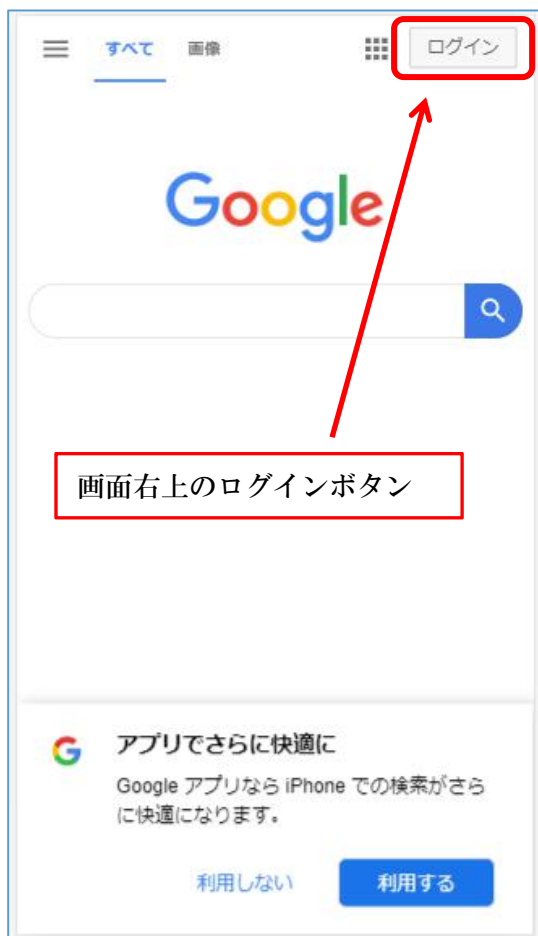 すべて 画像 ログイン
Google
画面右上のログインボタン
G アプリでさらに快適に
Google アプリなら iPhone での検索がさら
に快適になります。
利用しない 利用する